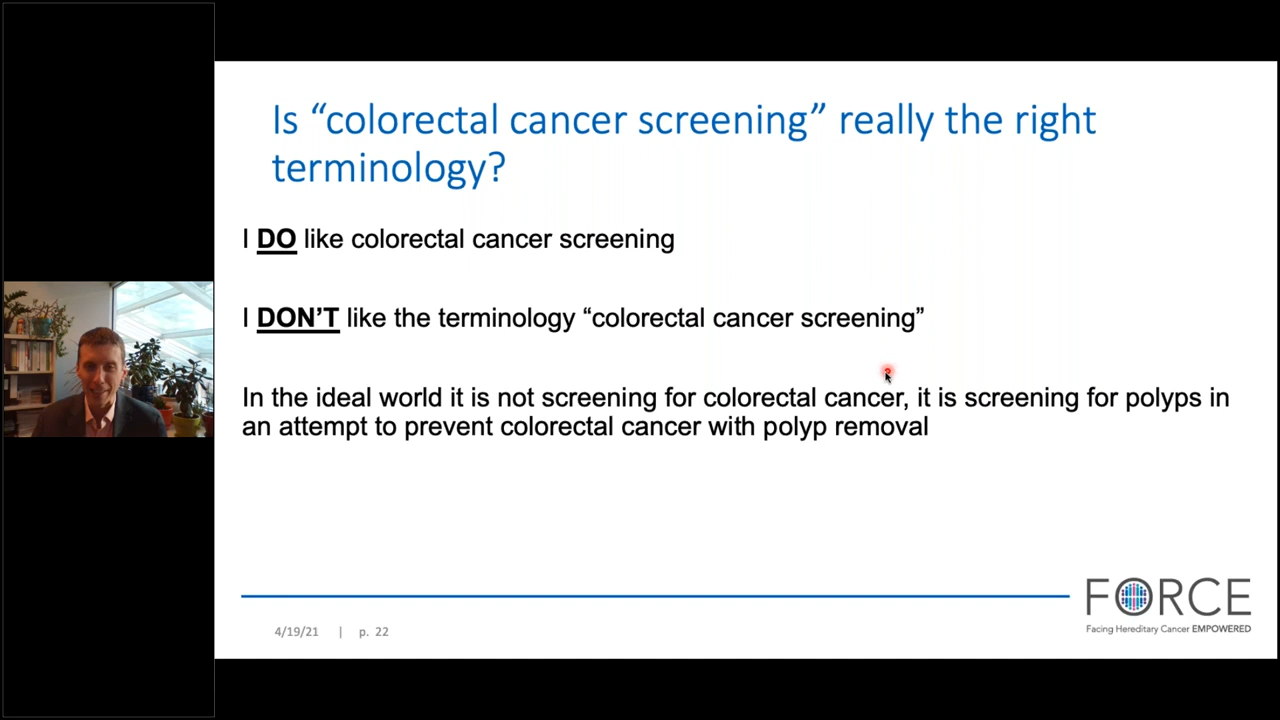 Is “colorectal cancer screening” really the right
terminology?
I DO like colorectal cancer screening
I DON’T like the terminology “colorectal cancer screening”
In the ideal world it is not screening for colorectal cancer, it is screening for polyps in
an attempt to prevent colorectal cancer with polyp removal
FORCE
Facing Hereditary Cancer EMPOWERED
4/19/21 | p. 22